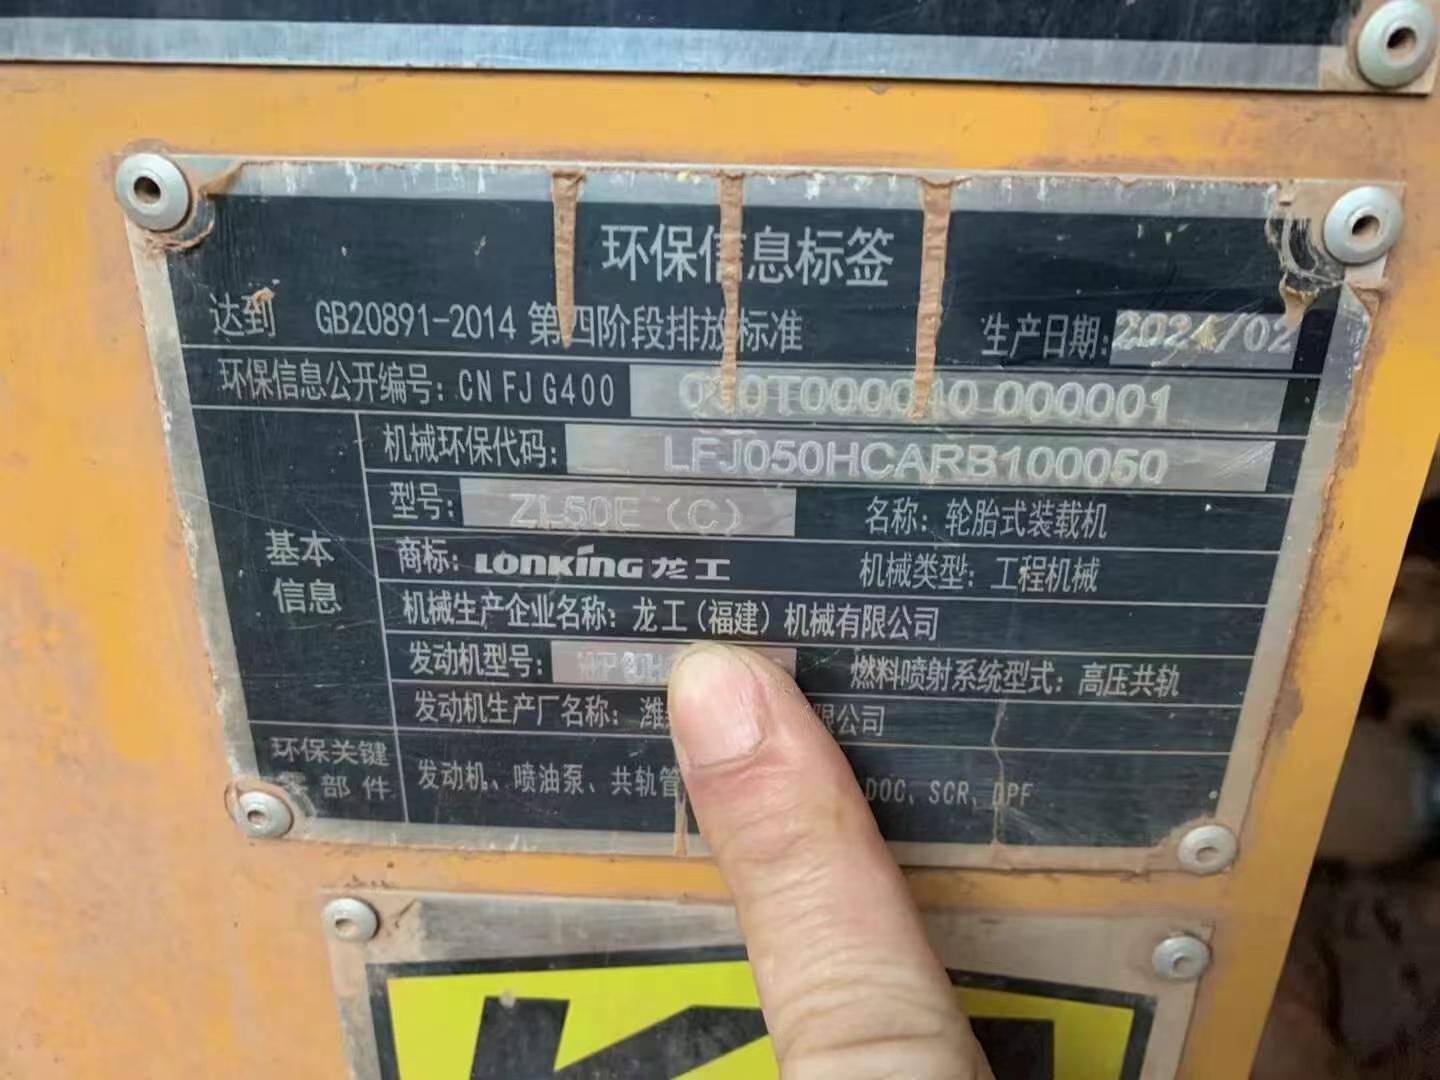 环保信息标签
达到 GB20891-2014 第四阶段排放标准 生产日期:2024/02
环保信息公开编号: CN FJ G400 000001
机械环保代码: LFJ050HCARB100050
型号: ZL50E（C） 名称: 轮胎式装载机
商标: LONKING 龙工 机械类型: 工程机械
机械生产企业名称: 龙工（福建）机械有限公司
发动机型号: 燃料喷射系统型式: 高压共轨
发动机生产厂名称: 潍 限公司
基本
信息
环保关键
零部件
发动机、喷油泵、共轨管 DOC, SCR, DPF